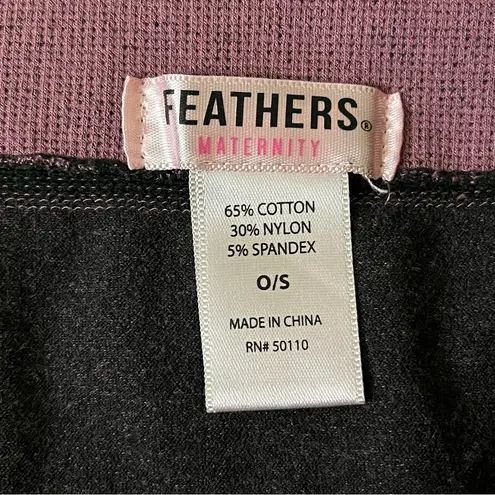 FEATHERS®
MATERNITY
65% COTTON
30% NYLON
5% SPANDEX
O/S
MADE IN CHINA
RN# 50110